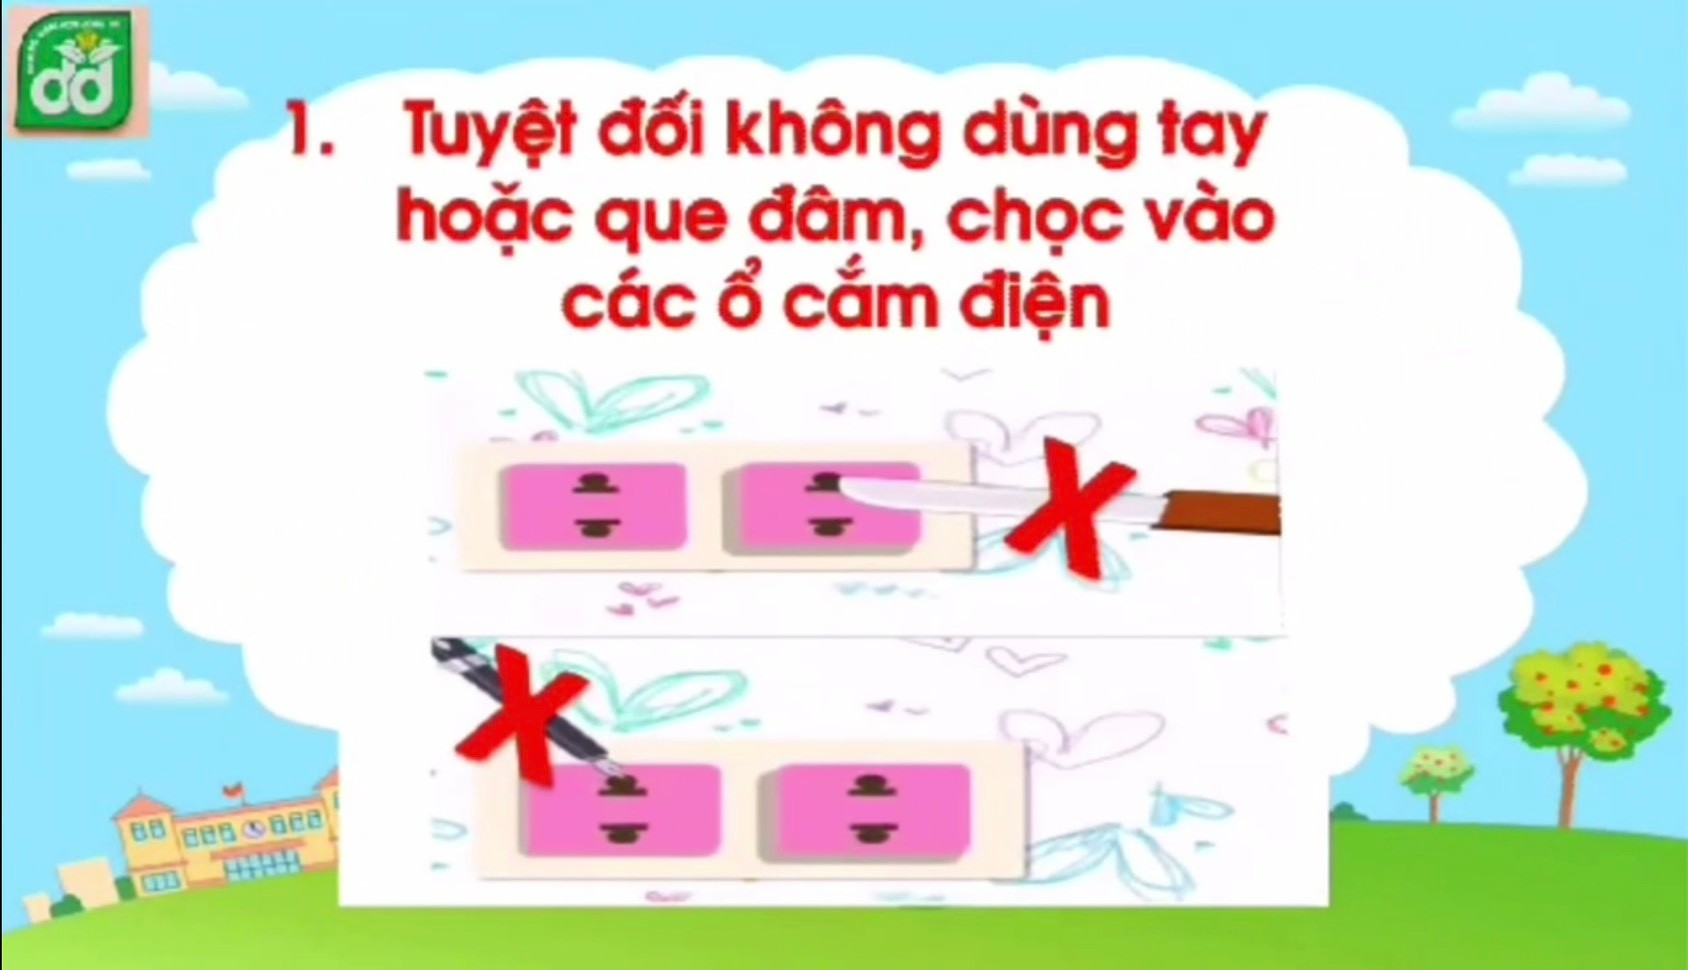 1. Tuyệt đối không dùng tay
hoặc que đâm, chọc vào
các ổ cắm điện